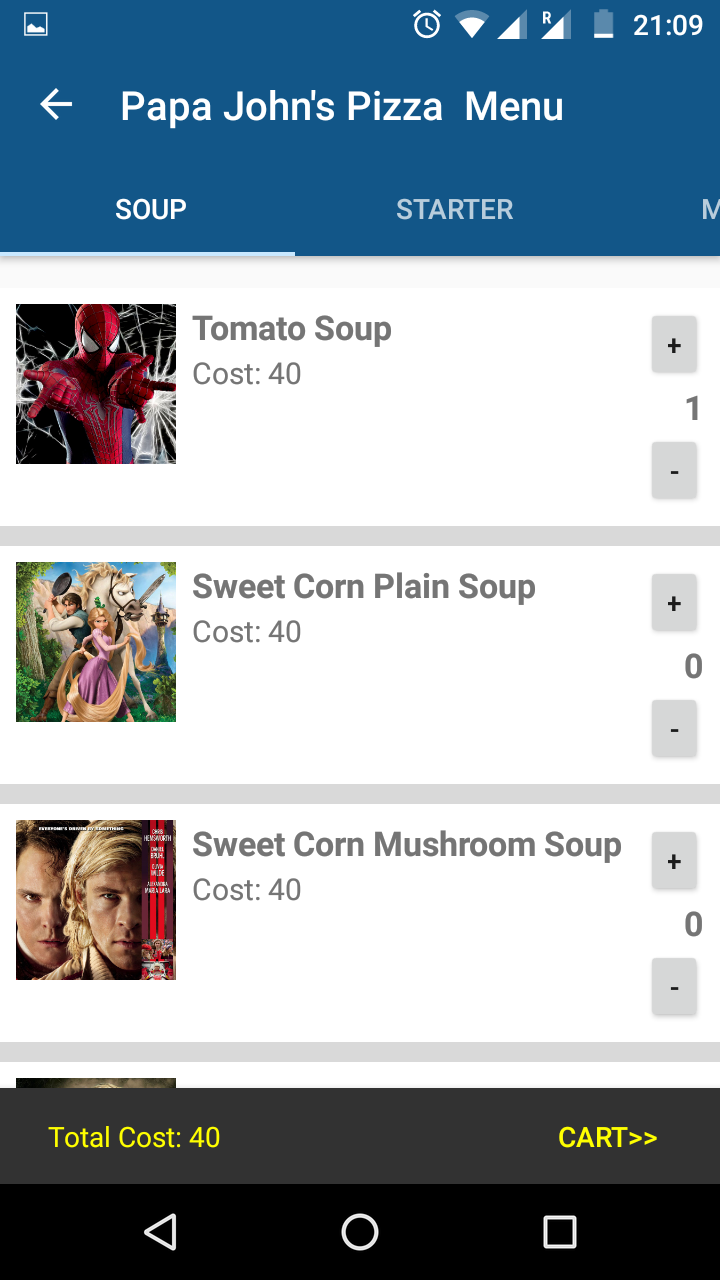 R 21:09
Papa John's Pizza  Menu
SOUP STARTER M
Tomato Soup
Cost: 40
+
1
-
Sweet Corn Plain Soup
Cost: 40
+
0
-
EVERYONE'S DRIVEN BY SOMETHING
CHRIS
HEMSWORTH
DANIEL
BRÜHL
OLIVIA
WILDE
ALEXANDRA
MARIA LARA
Sweet Corn Mushroom Soup
Cost: 40
+
0
-
Total Cost: 40 CART>>